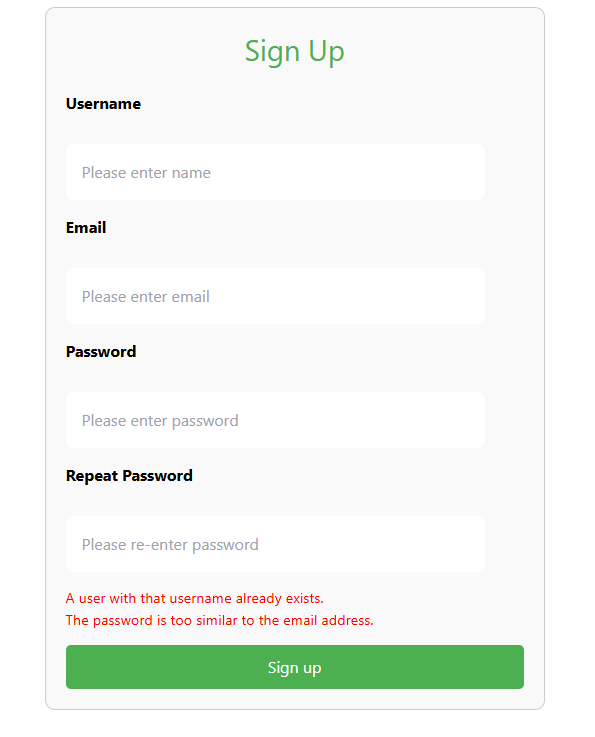 Sign Up
Username
Please enter name
Email
Please enter email
Password
Please enter password
Repeat Password
Please re-enter password
A user with that username already exists.
The password is too similar to the email address.
Sign up